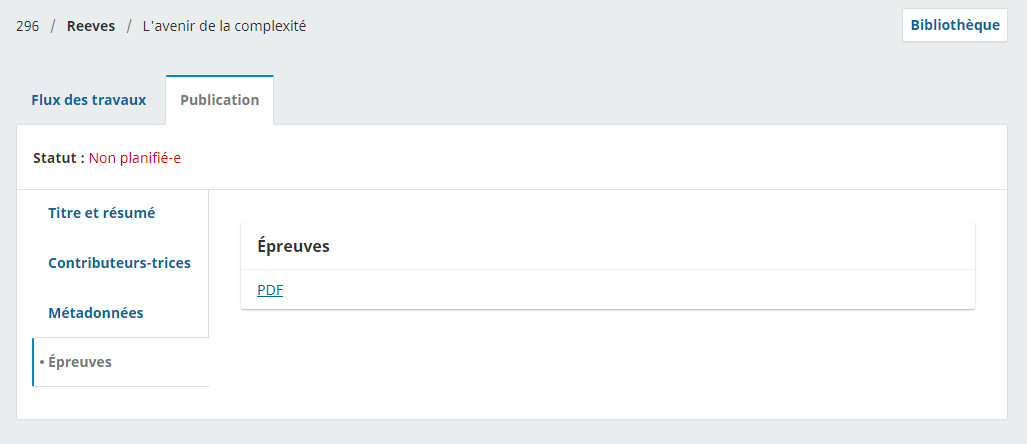 296 / Reeves / L'avenir de la complexité
Bibliothèque
Flux des travaux
Publication
Statut : Non planifié-e
Titre et résumé
Contributeurs-trices
Métadonnées
• Épreuves
Épreuves
PDF